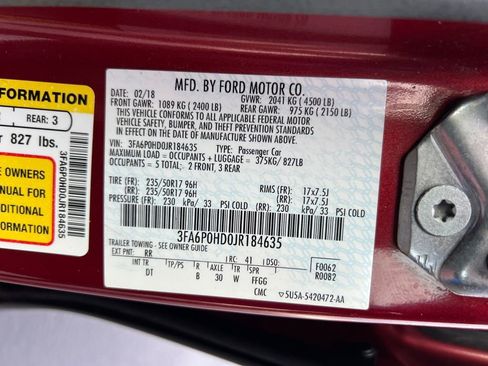 FORMATION
REAR: 3
r 827 lbs.
E OWNERS
ANUAL FOR
DDITIONAL
ORMATION
3FA6P0HD0JR184635
MFD. BY FORD MOTOR CO.
DATE: 02/18 GVWR: 2041 KG ( 4500 LB)
FRONT GAWR: 1089 KG ( 2400 LB) REAR GAWR: 975 KG ( 2150 LB)
THIS VEHICLE CONFORMS TO ALL APPLICABLE FEDERAL MOTOR
VEHICLE SAFETY, BUMPER, AND THEFT PREVENTION STANDARDS
IN EFFECT ON THE DATE OF MANUFACTURE SHOWN ABOVE.
VIN: 3FA6P0HD0JR184635 TYPE: Passenger Car
MAXIMUM LOAD = OCCUPANTS + LUGGAGE = 375KG/ 827LB
OCCUPANTS = 5 TOTAL: 2 FRONT, 3 REAR
TIRE (FR): 235/50R17 96H RIMS (FR): 17x7.5J
TIRE (RR): 235/50R17 96H RIMS (RR): 17x7.5J
PRESSURE (FR): 230 kPa/ 33 PSI COLD (RR): 230 kPa/ 33 PSI COLD
3FA6P0HD0JR184635
TRAILER TOWING - SEE OWNER GUIDE
EXT PNT: RR RC: 41 DSO: F0062
INT TR TP/PS R AXLE TR SPR R0082
DT B 30 W FFGG
CMC 5U5A-5420472-AA